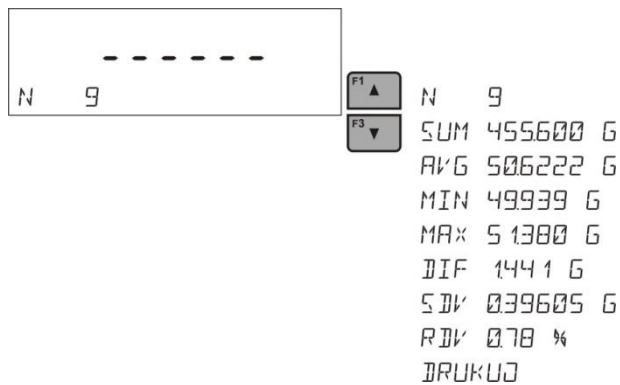 ------
N 9
F1 ▲
F3 ▼
N 9
SUM 455.600 G
AVG 50.6222 G
MIN 49.939 G
MAX 51.380 G
DIF 1.441 G
SDV 0.39605 G
RDV 0.78 %
DRUKUJ